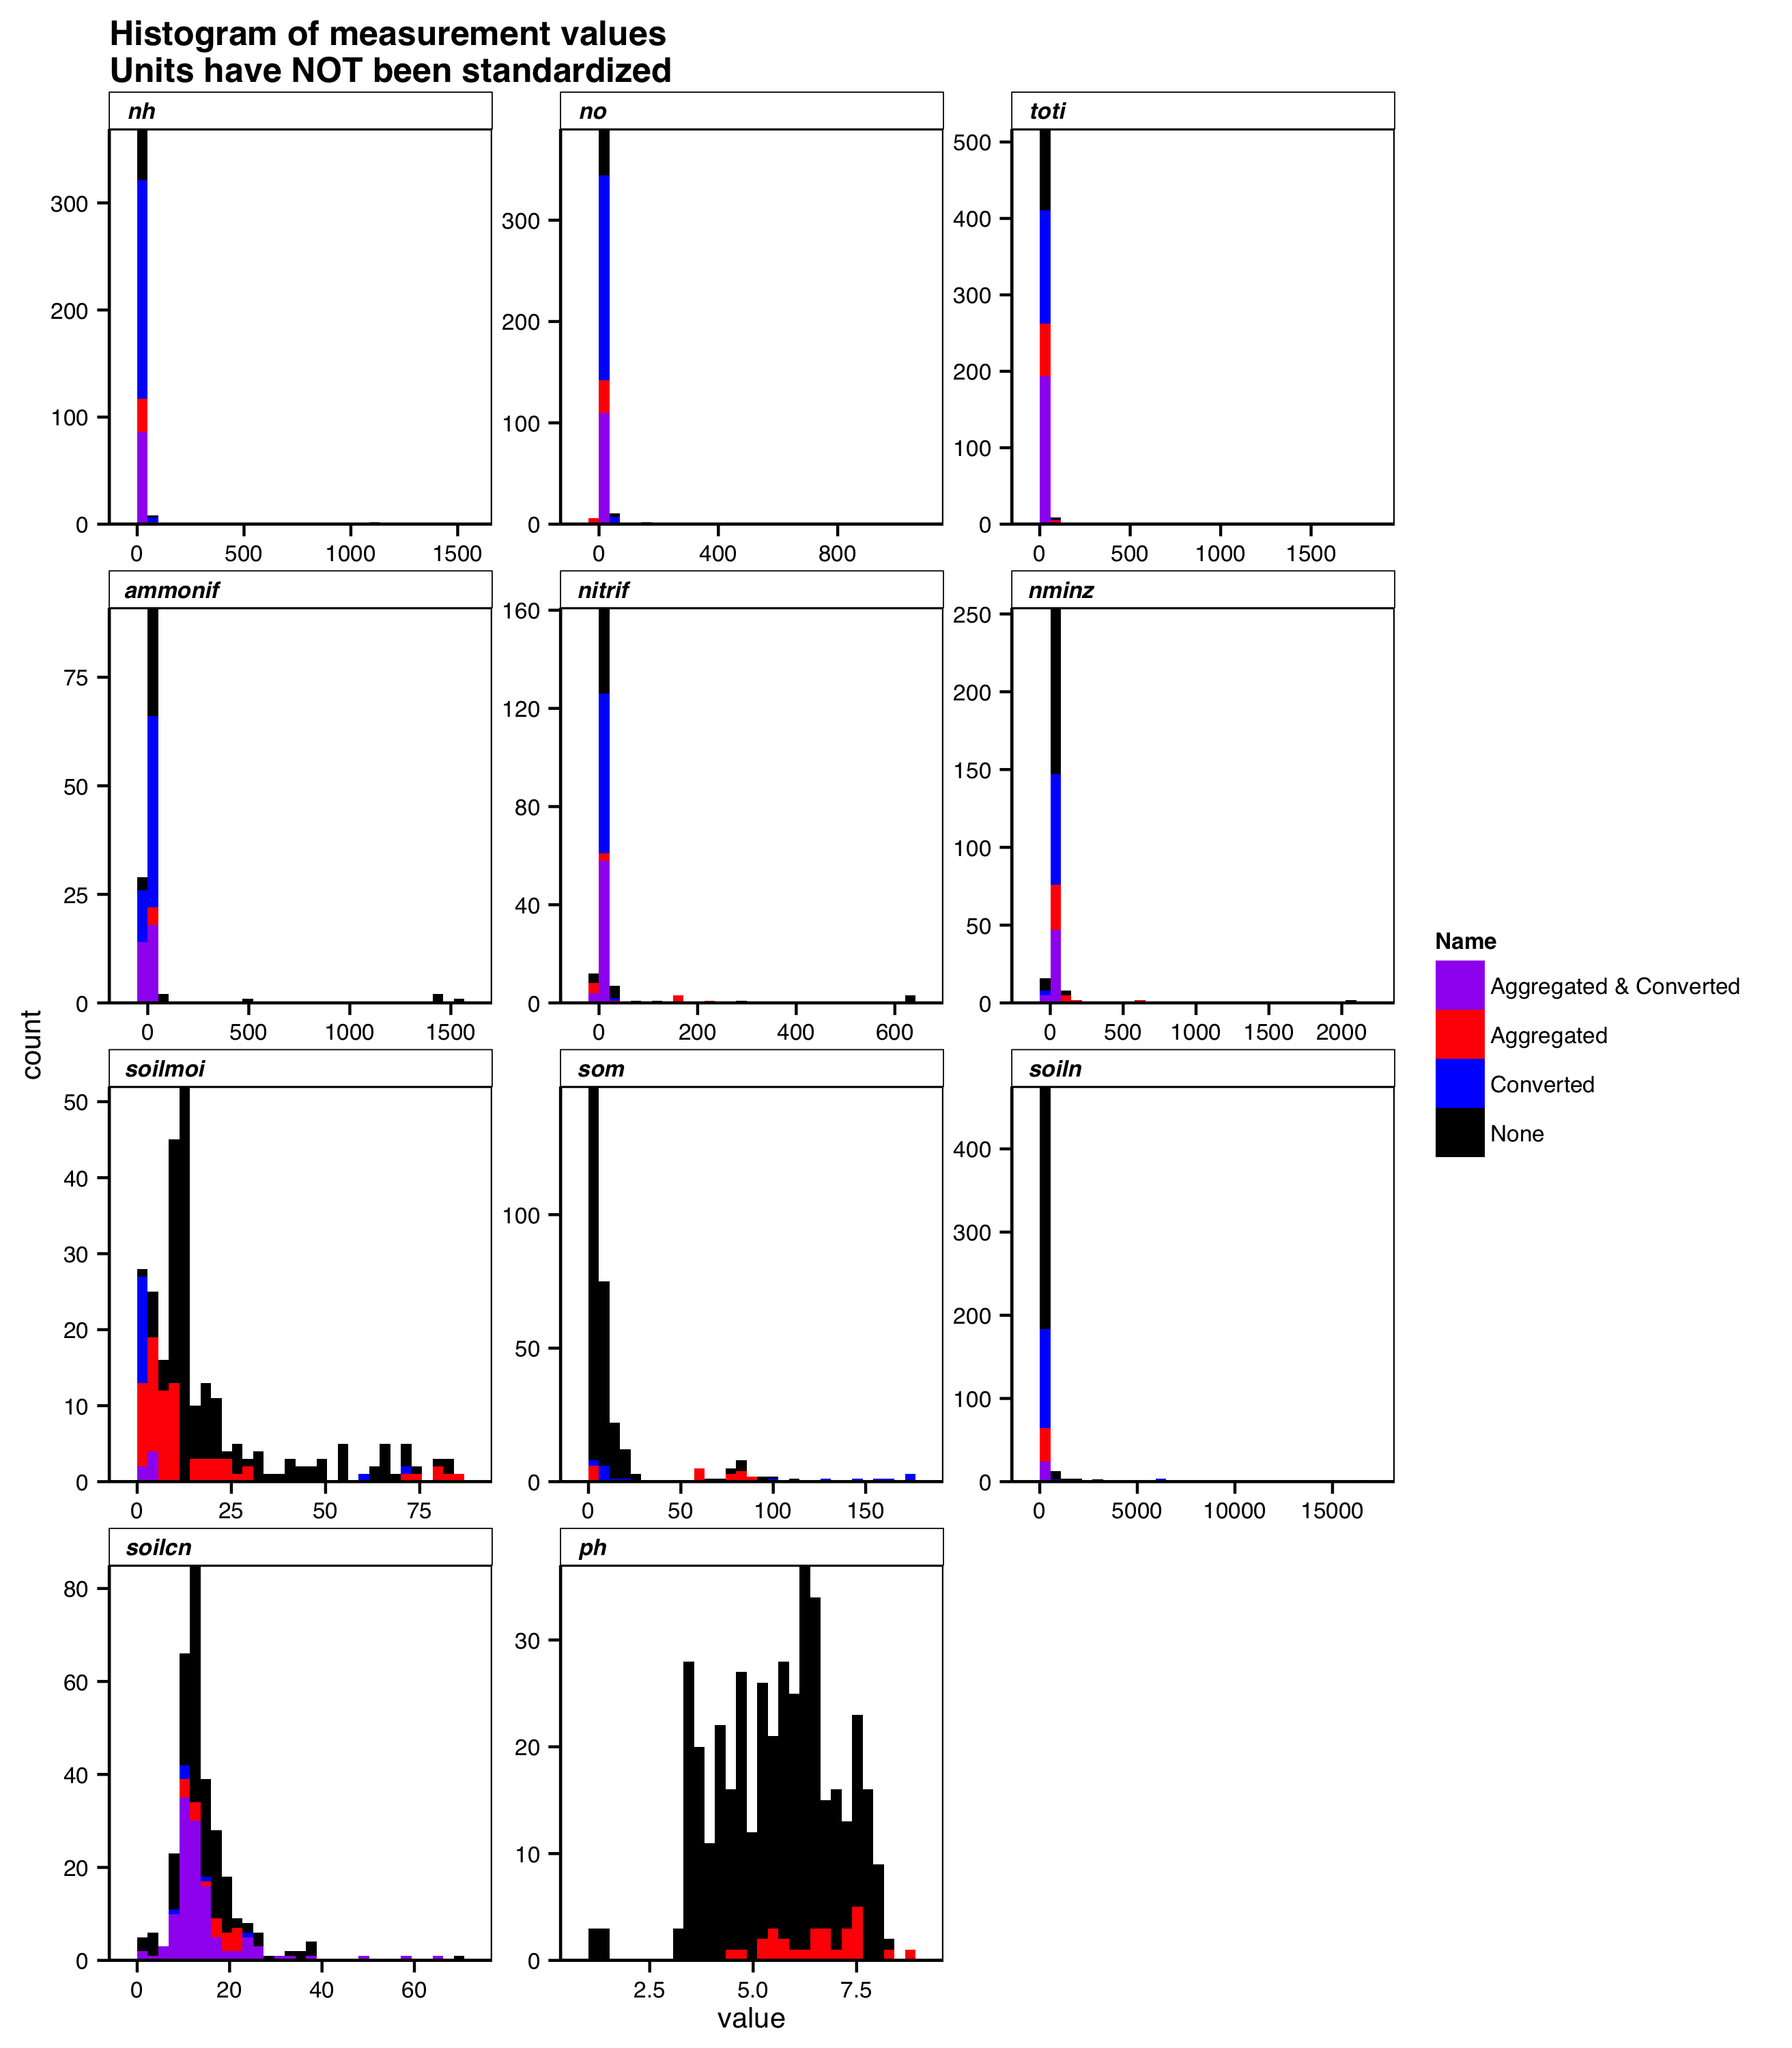 Histogram of measurement values
Units have NOT been standardized
nh
no
toti
300
200
100
0
0 500 1000 1500
300
200
100
0
0 400 800
500
400
300
200
100
0
0 500 1000 1500
ammonif
nitrif
nminz
75
50
25
0
0 500 1000 1500
160
120
80
40
0
0 200 400 600
250
200
150
100
50
0
0 500 1000 1500 2000
count
Name
Aggregated & Converted
Aggregated
Converted
None
soilmoi
som
soiln
50
40
30
20
10
0
0 25 50 75
100
50
0
0 50 100 150
400
300
200
100
0
0 5000 10000 15000
soilcn
ph
80
60
40
20
0
0 20 40 60
30
20
10
0
2.5 5.0 7.5
value